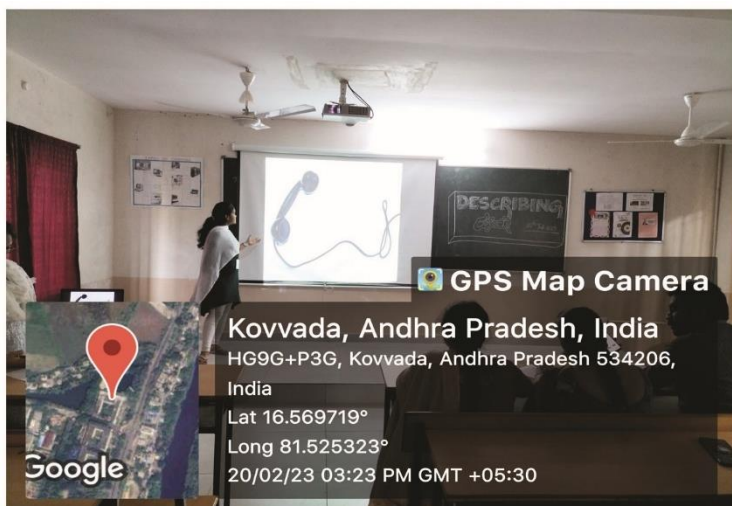 DESCRIBING
GPS Map Camera
Kovvada, Andhra Pradesh, India
HG9G+P3G, Kovvada, Andhra Pradesh 534206,
India
Lat 16.569719°
Long 81.525323°
20/02/23 03:23 PM GMT +05:30
Google